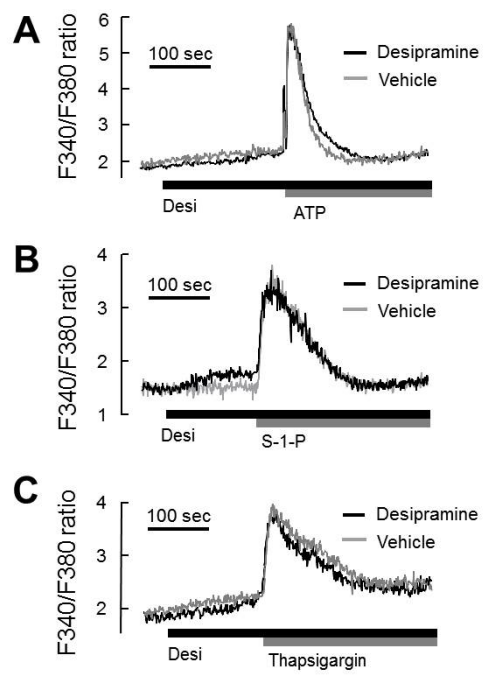 A
F340/F380 ratio
6
5
4
3
2
100 sec
Desipramine
Vehicle
Desi
ATP
B
F340/F380 ratio
4
3
2
1
100 sec
Desipramine
Vehicle
Desi
S-1-P
C
F340/F380 ratio
4
3
2
100 sec
Desipramine
Vehicle
Desi
Thapsigargin